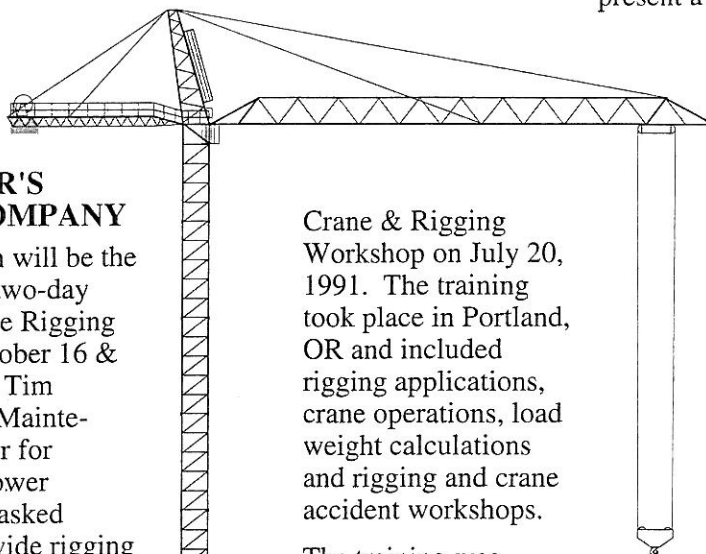 present a
R'S
OMPANY
n will be the
two-day
e Rigging
ober 16 &
Tim
Mainte-
r for
ower
asked
vide rigging
Crane & Rigging
Workshop on July 20,
1991. The training
took place in Portland,
OR and included
rigging applications,
crane operations, load
weight calculations
and rigging and crane
accident workshops.
The training was